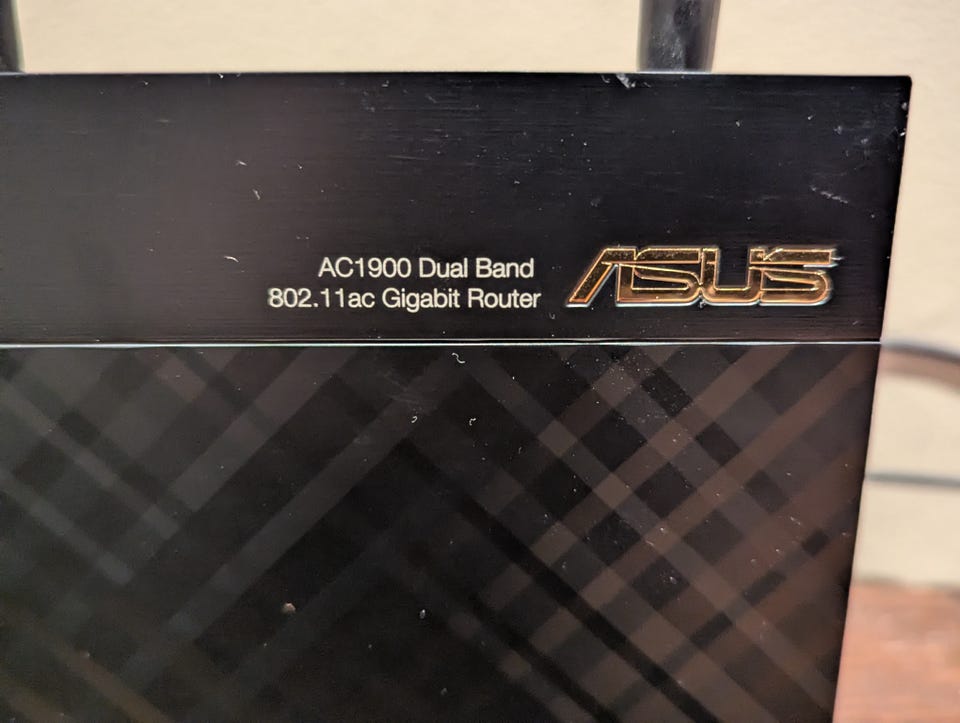 AC1900 Dual Band
802.11ac Gigabit Router
ASUS